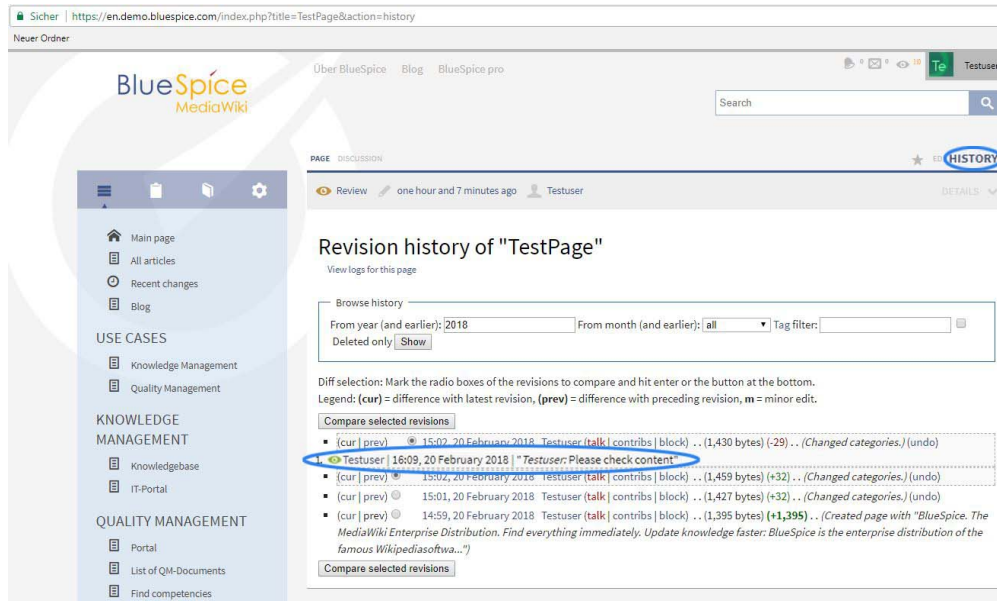 Sicher | https://en.demo.bluespice.com/index.php?title=TestPage&action=history
Neuer Ordner
BlueSpice
MediaWiki
Über BlueSpice Blog BlueSpice pro
0 0 10 Te Testuser
Search
PAGE DISCUSSION
HISTORY
Review one hour and 7 minutes ago Testuser
DETAILS
Main page
All articles
Recent changes
Blog
USE CASES
Knowledge Management
Quality Management
KNOWLEDGE
MANAGEMENT
Knowledgebase
IT-Portal
QUALITY MANAGEMENT
Portal
List of QM-Documents
Find competencies
Revision history of "TestPage"
View logs for this page
Browse history
From year (and earlier): 2018 From month (and earlier): all Tag filter:
Deleted only Show
Diff selection: Mark the radio boxes of the revisions to compare and hit enter or the button at the bottom.
Legend: (cur) = difference with latest revision, (prev) = difference with preceding revision, m = minor edit.
Compare selected revisions
(cur | prev) 15:02, 20 February 2018 Testuser (talk | contribs | block) . . (1,430 bytes) (-29) . . (Changed categories.) (undo)
1. Testuser | 16:09, 20 February 2018 | "Testuser: Please check content"
(cur | prev) 15:02, 20 February 2018 Testuser (talk | contribs | block) . . (1,459 bytes) (+32) . . (Changed categories.) (undo)
(cur | prev) 15:01, 20 February 2018 Testuser (talk | contribs | block) . . (1,427 bytes) (+32) . . (Changed categories.) (undo)
(cur | prev) 14:59, 20 February 2018 Testuser (talk | contribs | block) . . (1,395 bytes) (+1,395) . . (Created page with "BlueSpice. The
MediaWiki Enterprise Distribution. Find everything immediately. Update knowledge faster: BlueSpice is the enterprise distribution of the
famous Wikipediasoftwa...")
Compare selected revisions